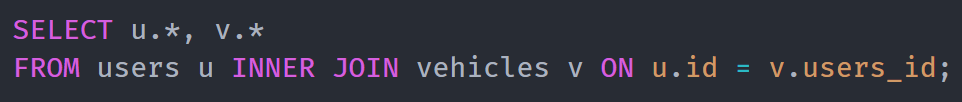 SELECT u.*, v.*
FROM users u INNER JOIN vehicles v ON u.id = v.users_id;